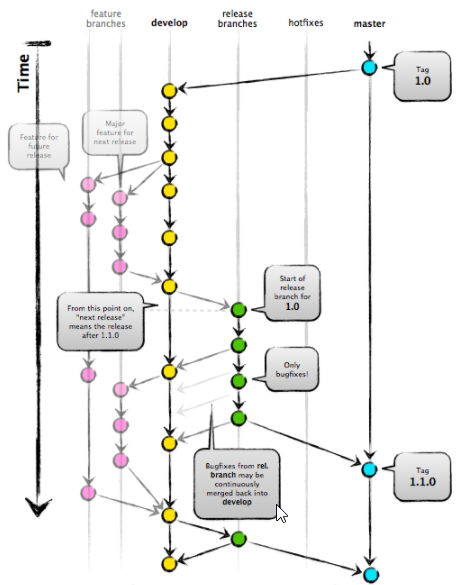 feature
branches
develop
release
branches
hotfixes
master
Time
Tag
1.0
Feature for
future
release
Major
feature for
next release
From this point on,
"next release"
means the release
after 1.1.0
Start of
release
branch for
1.0
Only
bugfixes!
Bugfixes from rel.
branch may be
continuously
merged back into
develop
Tag
1.1.0